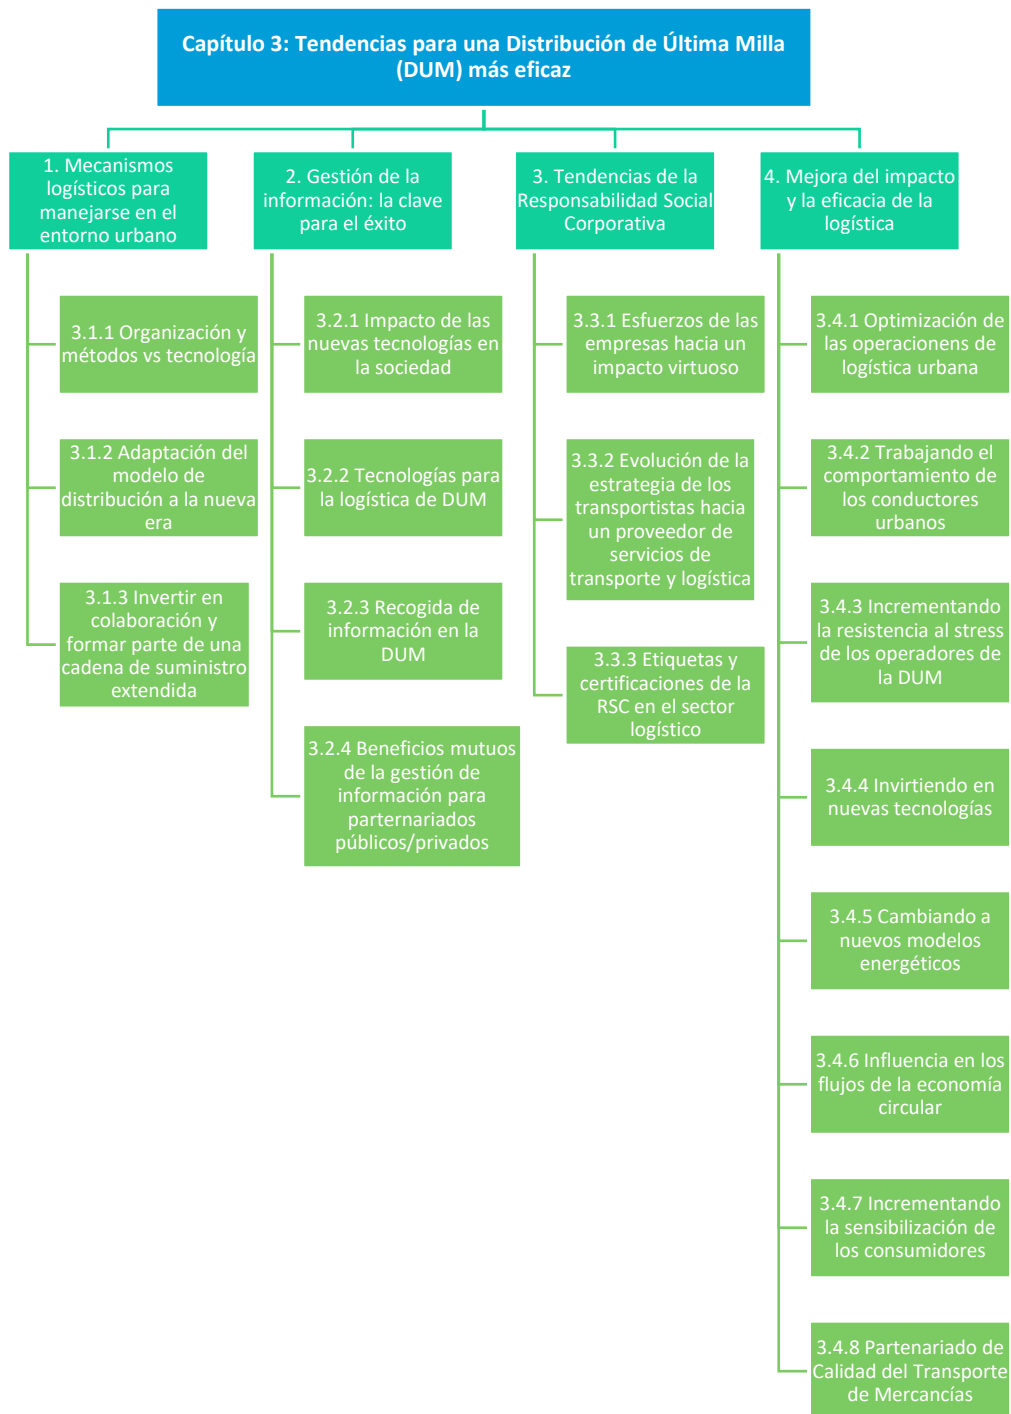 Capítulo 3: Tendencias para una Distribución de Última Milla
(DUM) más eficaz
1. Mecanismos
logísticos para
manejarse en el
entorno urbano
3.1.1 Organización y
métodos vs tecnología
3.1.2 Adaptación del
modelo de
distribución a la nueva
era
3.1.3 Invertir en
colaboración y
formar parte de una
cadena de suministro
extendida
2. Gestión de la
información: la clave
para el éxito
3.2.1 Impacto de las
nuevas tecnologías en
la sociedad
3.2.2 Tecnologías para
la logística de DUM
3.2.3 Recogida de
información en la
DUM
3.2.4 Beneficios mutuos
de la gestión de
información para
parternariados
públicos/privados
3. Tendencias de la
Responsabilidad Social
Corporativa
3.3.1 Esfuerzos de las
empresas hacia un
impacto virtuoso
3.3.2 Evolución de la
estrategia de los
transportistas hacia
un proveedor de
servicios de
transporte y logística
3.3.3 Etiquetas y
certificaciones de la
RSC en el sector
logístico
4. Mejora del impacto
y la eficacia de la
logística
3.4.1 Optimización de
las operacionens de
logística urbana
3.4.2 Trabajando el
comportamiento de
los conductores
urbanos
3.4.3 Incrementando
la resistencia al stress
de los operadores de
la DUM
3.4.4 Invirtiendo en
nuevas tecnologías
3.4.5 Cambiando a
nuevos modelos
energéticos
3.4.6 Influencia en los
flujos de la economía
circular
3.4.7 Incrementando
la sensibilización de
los consumidores
3.4.8 Partenariado de
Calidad del Transporte
de Mercancías